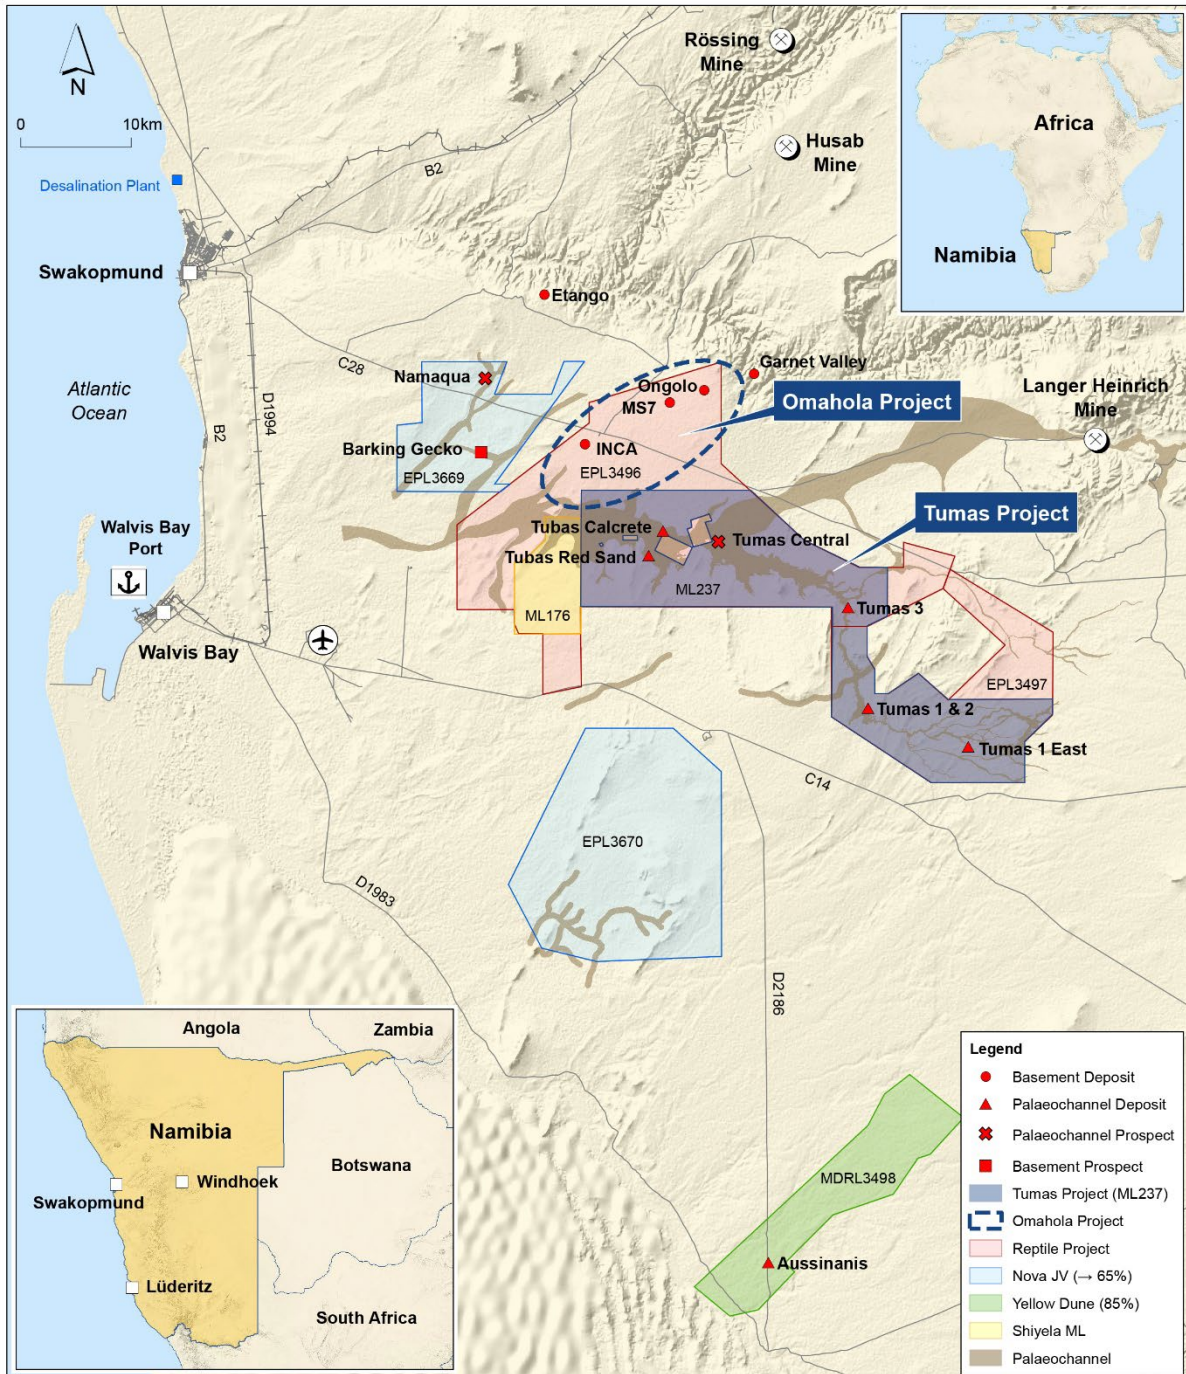 Rössing
Mine
N
0
10km
Africa
Husab
Mine
B2
Desalination Plant
Namibia
Swakopmund
Etango
C28
Garnet Valley
Namaqua
Ongolo
Langer Heinrich
Mine
Atlantic
Ocean
B2
D1994
MS7
Omahola Project
Barking Gecko
INCA
EPL3669
EPL3496
Walvis Bay
Port
Tubas Calcrete
Tumas Central
Tumas Project
Tubas Red Sand
ML237
ML176
Tumas 3
Walvis Bay
EPL3497
Tumas 1 & 2
Tumas 1 East
C14
EPL3670
D1983
D2186
Angola
Zambia
Namibia
Botswana
Windhoek
Swakopmund
Lüderitz
South Africa
MDRL3498
Aussinanis
Legend
Basement Deposit
Palaeochannel Deposit
Palaeochannel Prospect
Basement Prospect
Tumas Project (ML237)
Omahola Project
Reptile Project
Nova JV (→ 65%)
Yellow Dune (85%)
Shiyela ML
Palaeochannel